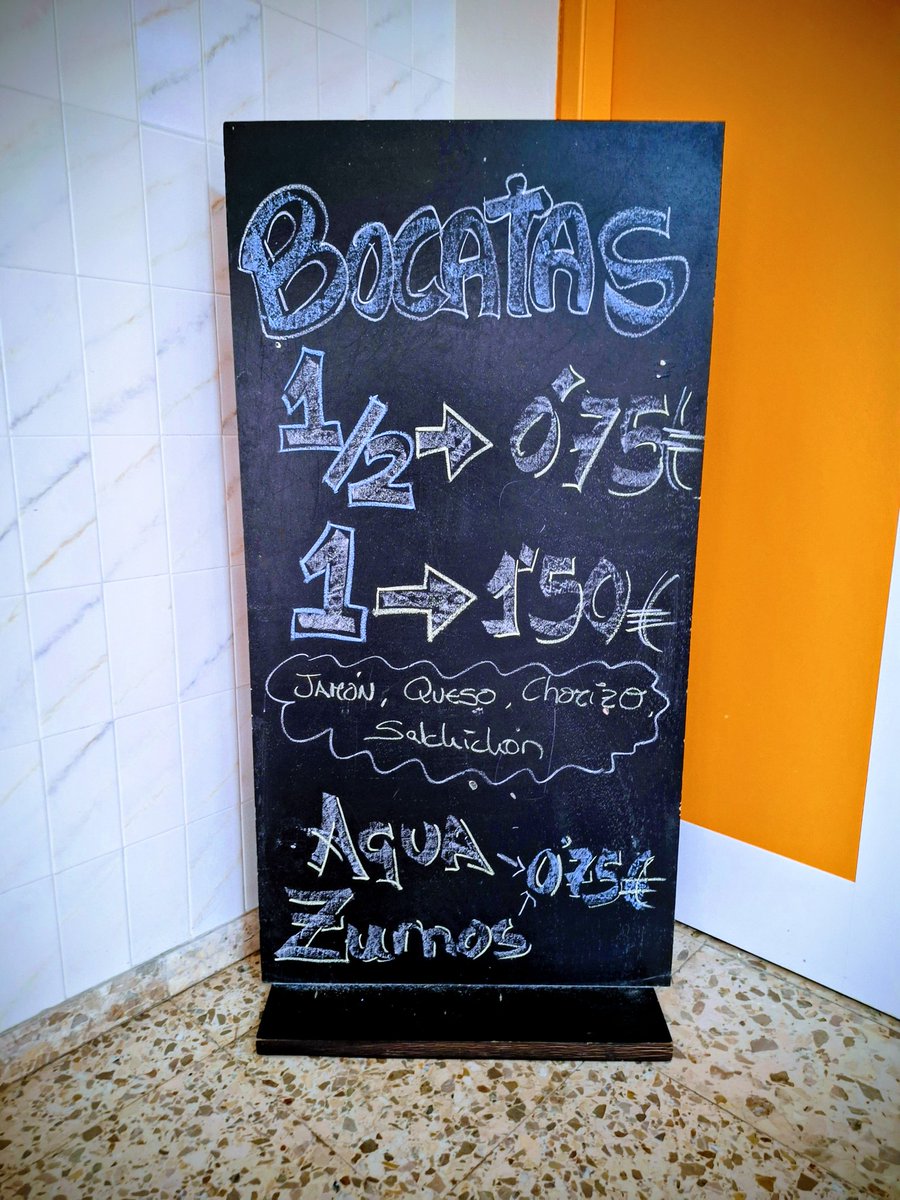 BOCATAS
1/2 → 0'75€
1 → 1'50€
JAMÓN, QUESO, Chorizo,
Salchichón
AGUA
0'75€
Zumos